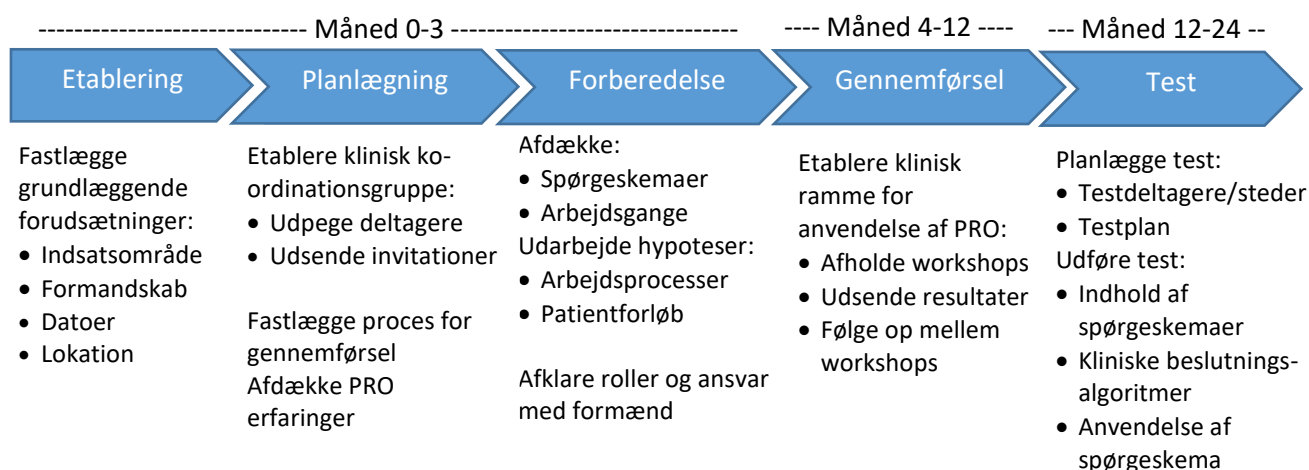 ------------------------------ Måned 0-3 --------------------------------
---- Måned 4-12 ----
--- Måned 12-24 --
Etablering
Planlægning
Forberedelse
Gennemførsel
Test
Fastlægge
grundlæggende
forudsætninger:
• Indsatsområde
• Formandskab
• Datoer
• Lokation
Etablere klinisk ko-
ordinationsgruppe:
• Udpege deltagere
• Udsende invitationer
Fastlægge proces for
gennemførsel
Afdække PRO
erfaringer
Afdække:
• Spørgeskemaer
• Arbejdsgange
Udarbejde hypoteser:
• Arbejdsprocesser
• Patientforløb
Afklare roller og ansvar
med formænd
Etablere klinisk
ramme for
anvendelse af PRO:
• Afholde workshops
• Udsende resultater
• Følge op mellem
workshops
Planlægge test:
• Testdeltagere/steder
• Testplan
Udføre test:
• Indhold af
spørgeskemaer
• Kliniske beslutnings-
algoritmer
• Anvendelse af
spørgeskema